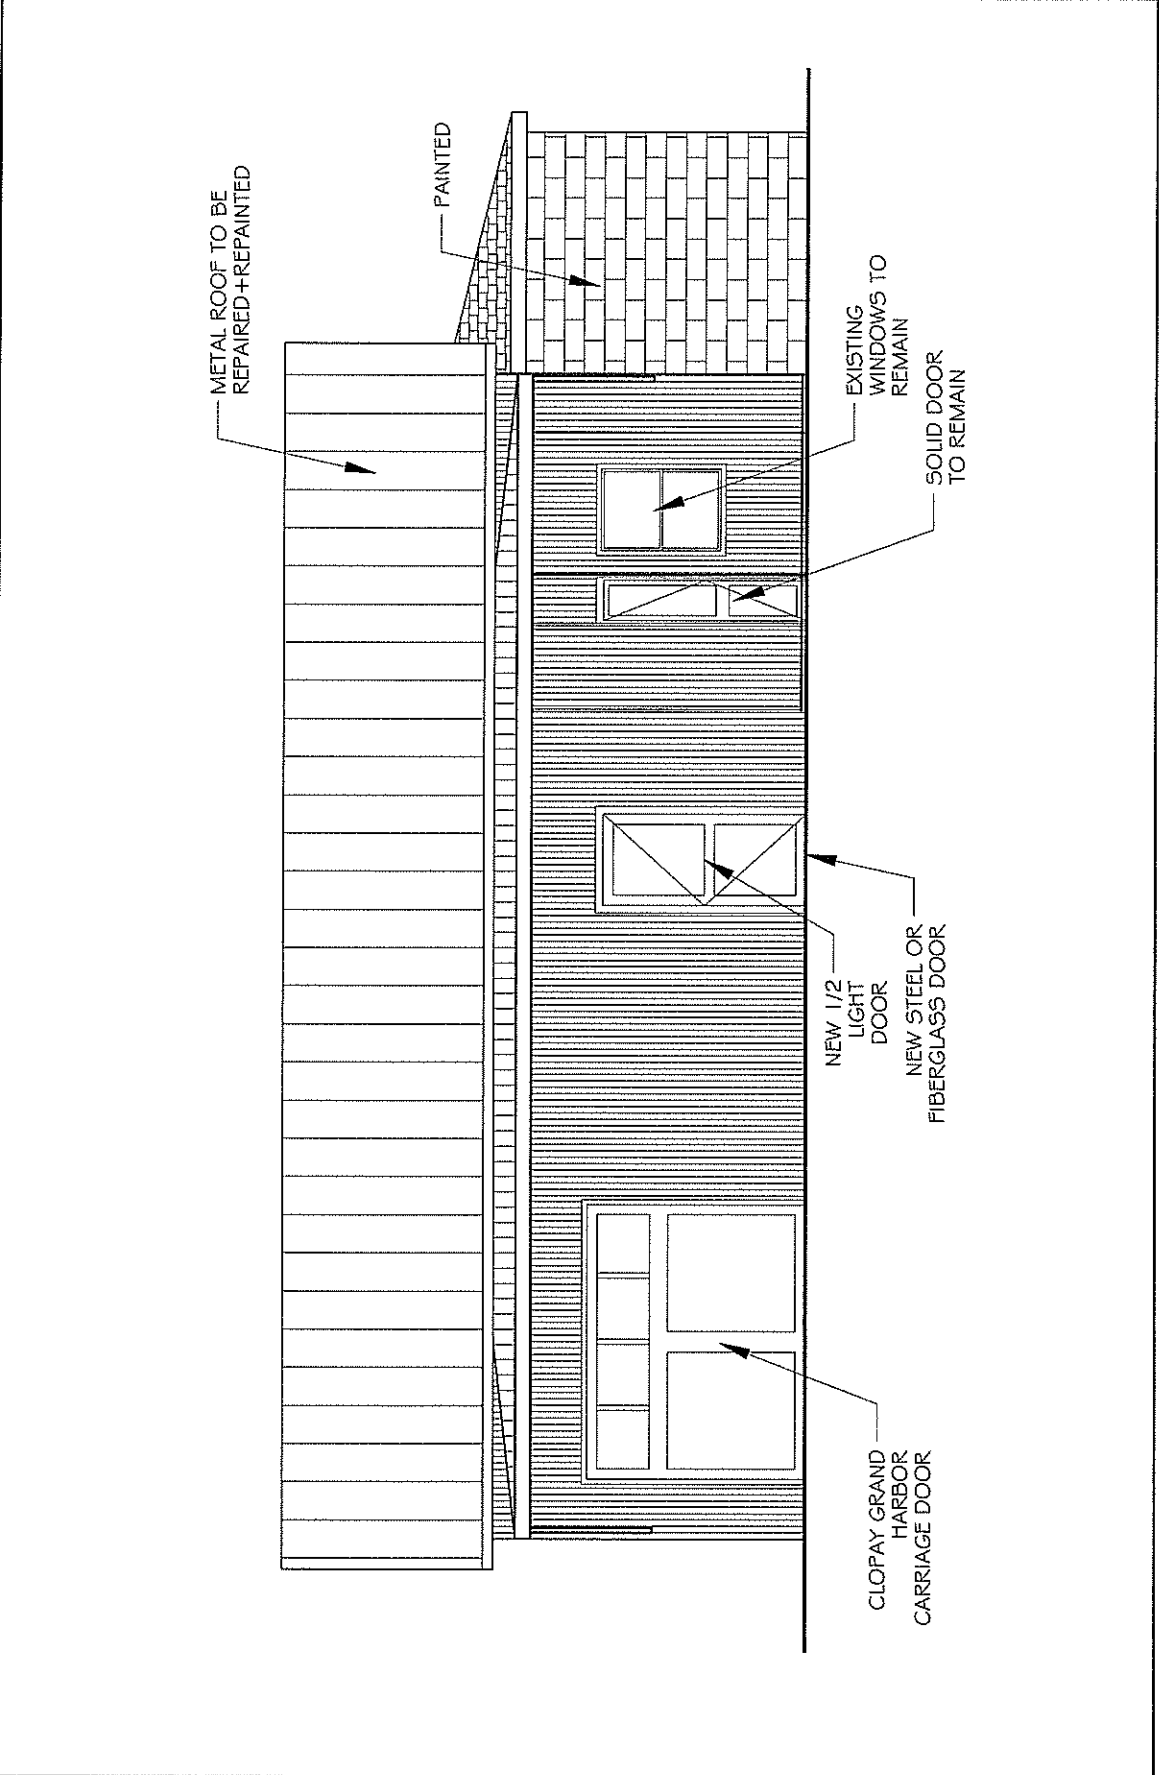 METAL ROOF TO BE
REPAIRED+REPAINTED
PAINTED
CLOPAY GRAND
HARBOR
CARRIAGE DOOR
NEW 1/2
LIGHT
DOOR
NEW STEEL OR
FIBERGLASS DOOR
EXISTING
WINDOWS TO
REMAIN
SOLID DOOR
TO REMAIN